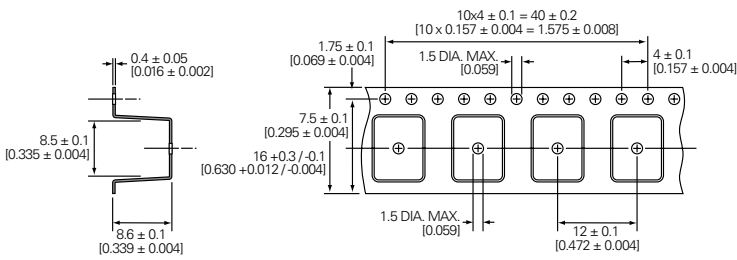 10x4 ± 0.1 = 40 ± 0.2
[10 x 0.157 ± 0.004 = 1.575 ± 0.008]
0.4 ± 0.05
[0.016 ± 0.002]
1.75 ± 0.1
[0.069 ± 0.004]
1.5 DIA. MAX.
[0.059]
4 ± 0.1
[0.157 ± 0.004]
8.5 ± 0.1
[0.335 ± 0.004]
7.5 ± 0.1
[0.295 ± 0.004]
16 +0.3 / -0.1
[0.630 +0.012 / -0.004]
8.6 ± 0.1
[0.339 ± 0.004]
1.5 DIA. MAX.
[0.059]
12 ± 0.1
[0.472 ± 0.004]